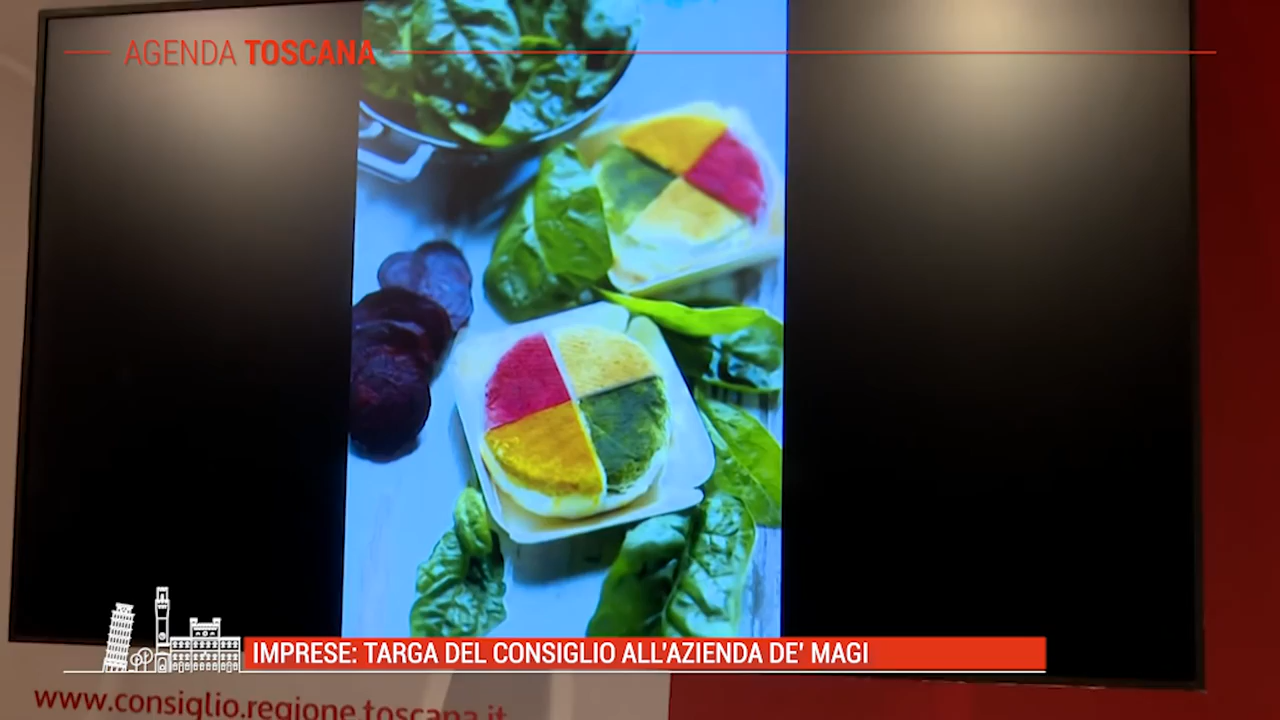 AGENDA TOSCANA
IMPRESE: TARGA DEL CONSIGLIO ALL'AZIENDA DE' MAGI
www.consiglio.regione.toscana.it